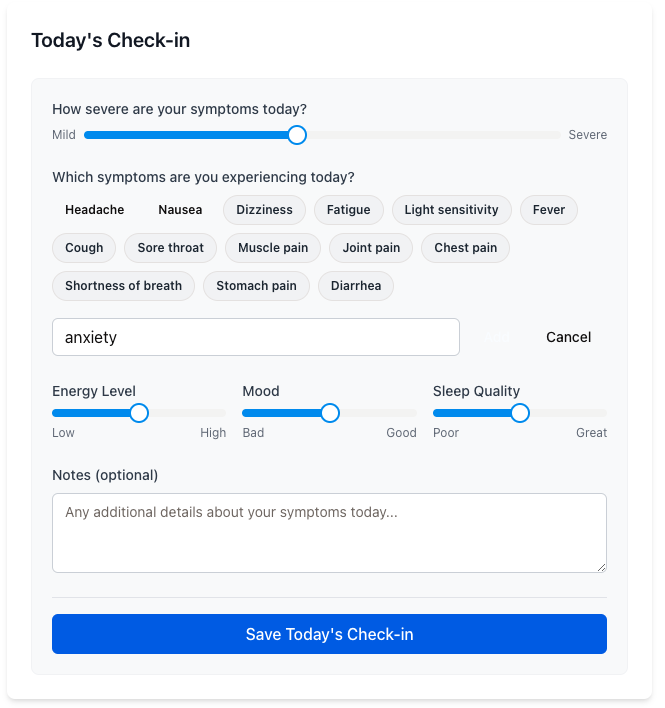 Today's Check-in
How severe are your symptoms today?
Mild Severe
Which symptoms are you experiencing today?
Headache Nausea Dizziness Fatigue Light sensitivity Fever
Cough Sore throat Muscle pain Joint pain Chest pain
Shortness of breath Stomach pain Diarrhea
anxiety Cancel
Energy Level Mood Sleep Quality
Low High Bad Good Poor Great
Notes (optional)
Any additional details about your symptoms today...
Save Today's Check-in